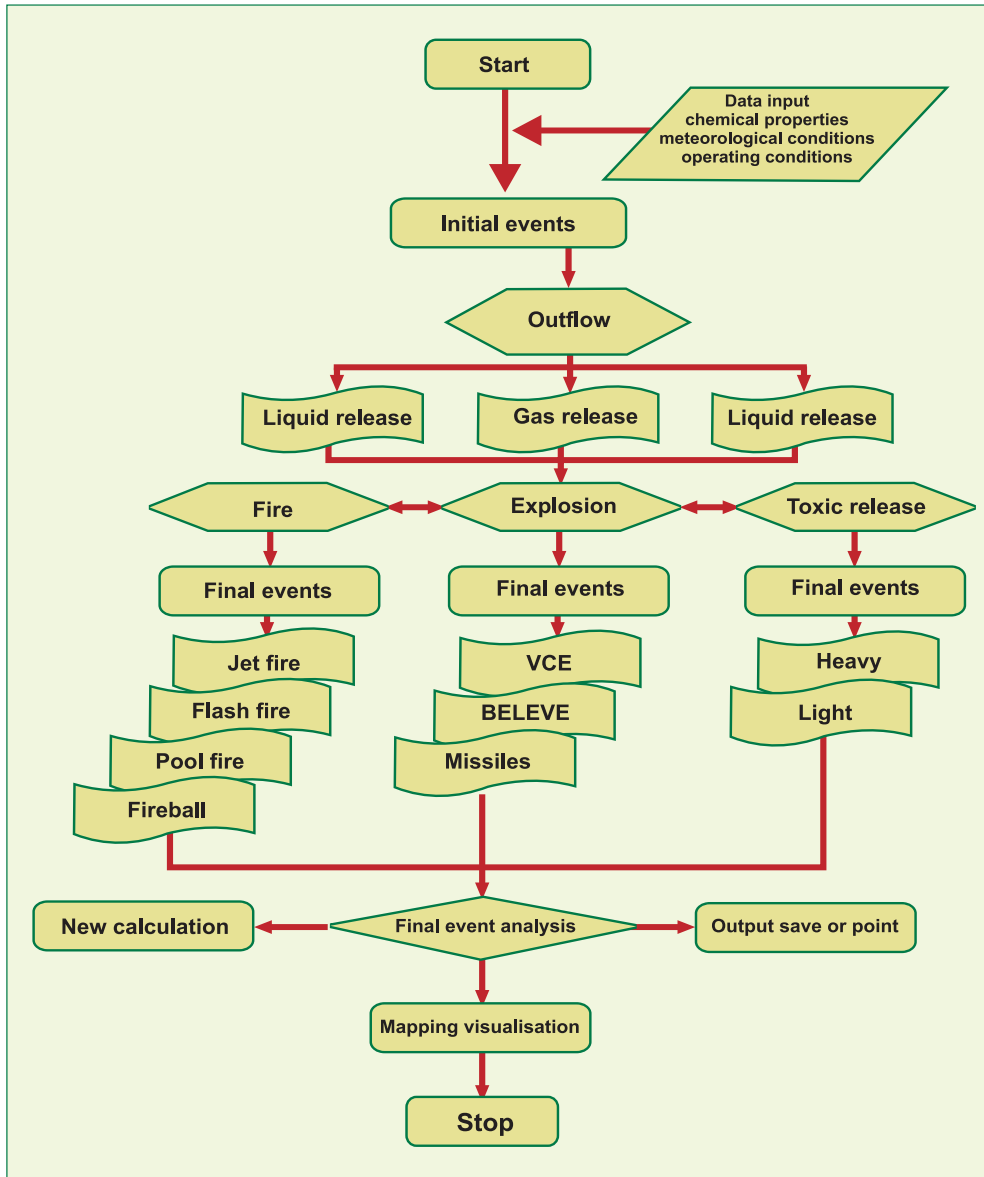 Start
Data input
chemical properties
meteorological conditions
operating conditions
Initial events
Outflow
Liquid release
Gas release
Liquid release
Fire
Explosion
Toxic release
Final events
Final events
Final events
Jet fire
VCE
Heavy
Flash fire
BELEVE
Light
Pool fire
Missiles
Fireball
New calculation
Final event analysis
Output save or point
Mapping visualisation
Stop